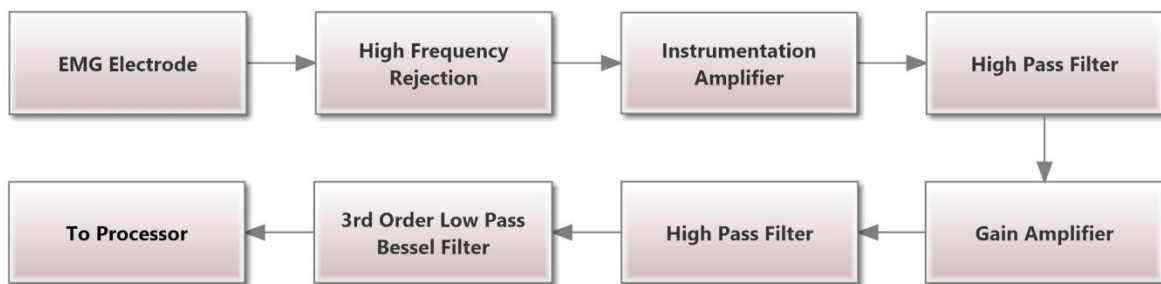 EMG Electrode
High Frequency
Rejection
Instrumentation
Amplifier
High Pass Filter
Gain Amplifier
High Pass Filter
3rd Order Low Pass
Bessel Filter
To Processor